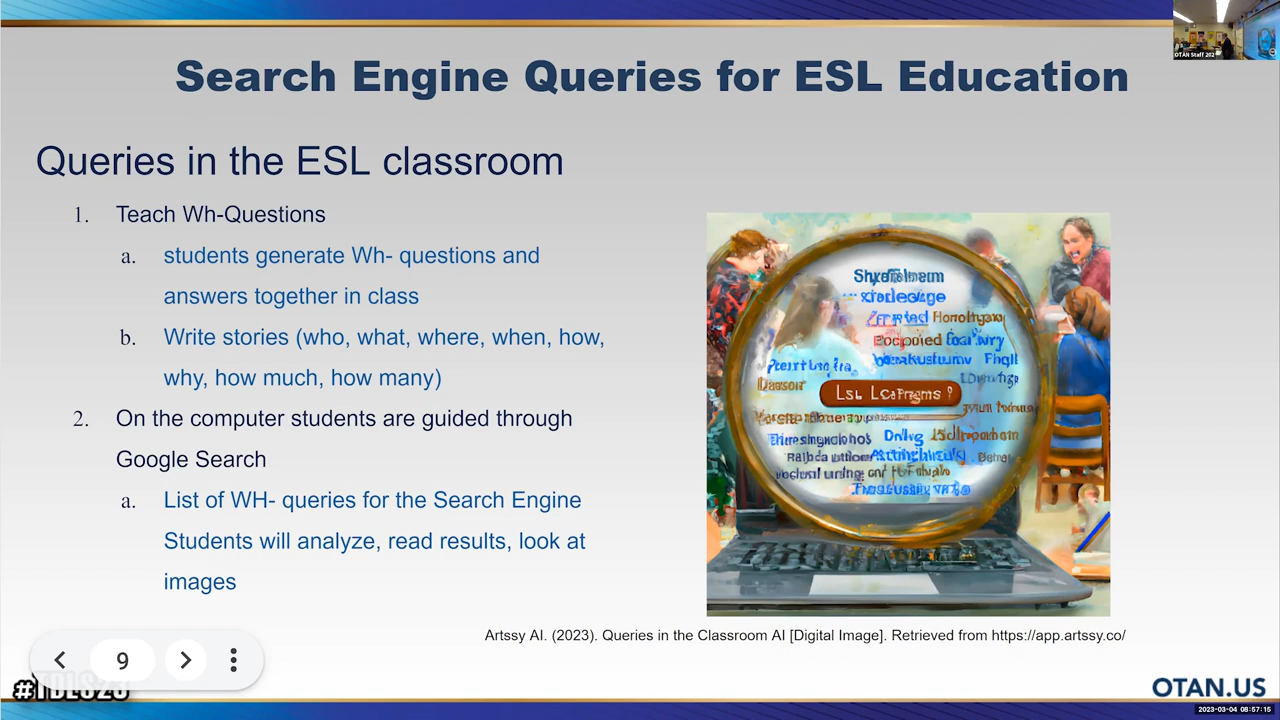 OTAN Staff 202
Search Engine Queries for ESL Education
Queries in the ESL classroom
1. Teach Wh-Questions
a. students generate Wh- questions and
answers together in class
b. Write stories (who, what, where, when, how,
why, how much, how many)
2. On the computer students are guided through
Google Search
a. List of WH- queries for the Search Engine
Students will analyze, read results, look at
images
Artssy AI. (2023). Queries in the Classroom AI [Digital Image]. Retrieved from https://app.artssy.co/
9
#TDLS23
OTAN.US
2023-03-04 08:57:15